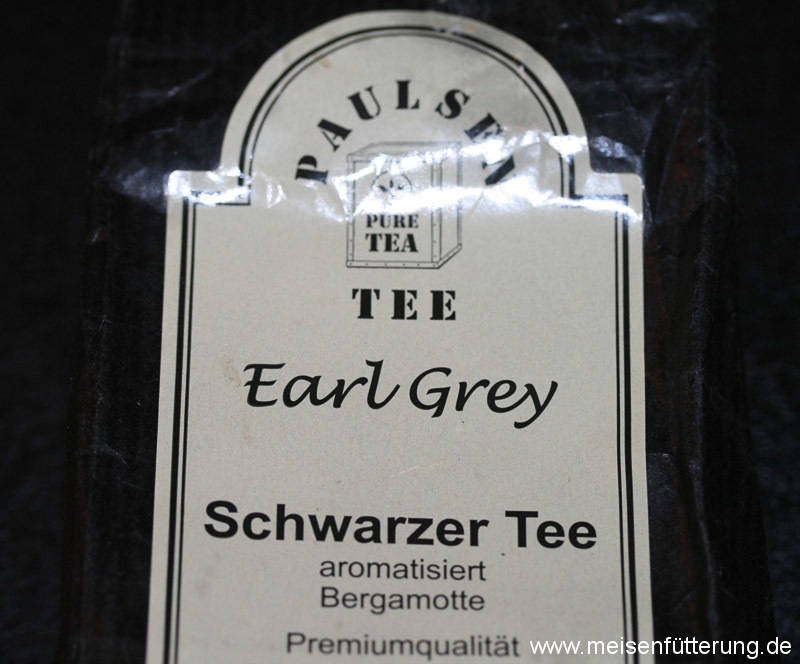 PAULSEN
PURE
TEA
TEE
Earl Grey
Schwarzer Tee
aromatisiert
Bergamotte
Premiumqualität
www.meisenfütterung.de